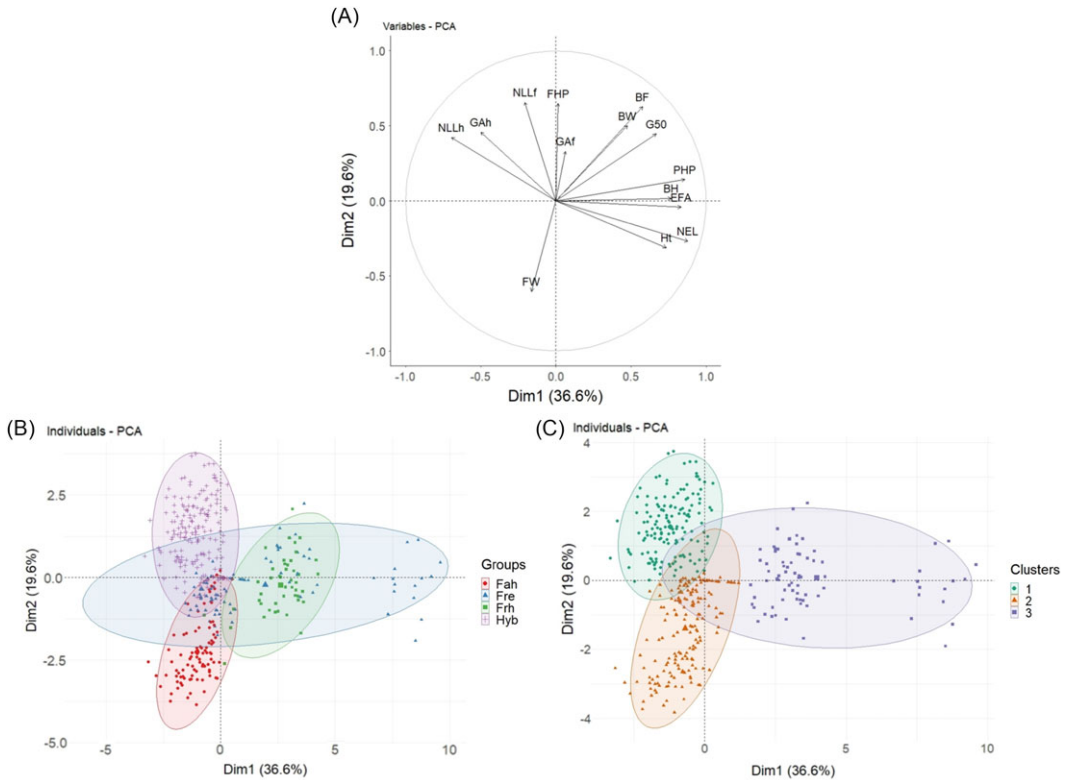 (A)
Variables - PCA
1.0
0.5
0.0
-0.5
-1.0
Dim2 (19.6%)
NLLf
FHP
BF
BW
G50
GAh
NLLh
GAf
PHP
BH
EFA
NEL
Ht
FW
-1.0 -0.5 0.0 0.5 1.0
Dim1 (36.6%)
(B)
Individuals - PCA
2.5
0.0
-2.5
-5.0
Dim2 (19.6%)
-5 0 5 10
Dim1 (36.6%)
Groups
Fah
Fre
Frh
Hyb
(C)
Individuals - PCA
4
2
0
-2
-4
Dim2 (19.6%)
0 5 10
Dim1 (36.6%)
Clusters
1
2
3